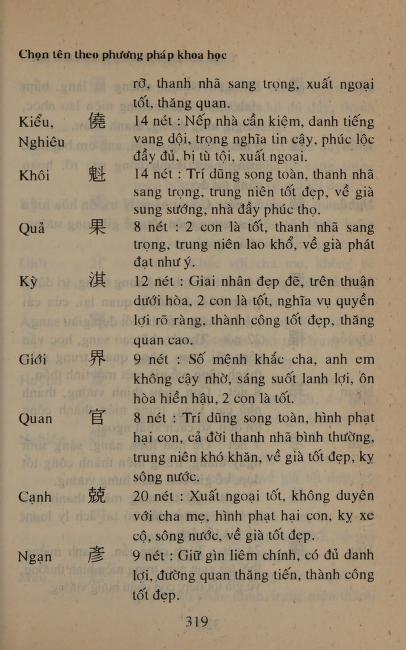 Chọn tên theo phương pháp khoa học
rỡ, thanh nhã sang trọng, xuất ngoại
tốt, thăng quan.
Kiểu, 僥 14 nét : Nếp nhà cần kiệm, danh tiếng
Nghiêu vang dội, trọng nghĩa tin cậy, phúc lộc
đầy đủ, bị tù tội, xuất ngoại.
Khôi 魁 14 nét : Trí dũng song toàn, thanh nhã
sang trọng, trung niên tốt đẹp, về già
sung sướng, nhà đầy phúc thọ.
Quả 果 8 nét : 2 con là tốt, thanh nhã sang
trọng, trung niên lao khổ, về già phát
đạt như ý.
Kỳ 淇 12 nét : Giai nhân đẹp đẽ, trên thuận
dưới hòa, 2 con là tốt, nghĩa vụ quyền
lợi rõ ràng, thành công tốt đẹp, thăng
quan cao.
Giới 界 9 nét : Số mệnh khắc cha, anh em
không cậy nhờ, sáng suốt lanh lợi, ôn
hòa hiền hậu, 2 con là tốt.
Quan 官 8 nét : Trí dũng song toàn, hình phạt
hại con, cả đời thanh nhã bình thường,
trung niên khó khăn, về già tốt đẹp, kỵ
sông nước.
Cạnh 兢 20 nét : Xuất ngoại tốt, không duyên
với cha mẹ, hình phạt hại con, kỵ xe
cộ, sông nước, về già tốt đẹp.
Ngạn 彥 9 nét : Giữ gìn liêm chính, có đủ danh
lợi, đường quan thăng tiến, thành công
tốt đẹp.
319